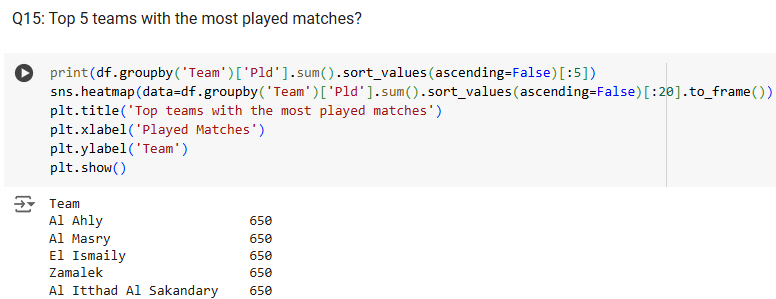 Q15: Top 5 teams with the most played matches?
print(df.groupby('Team')['Pld'].sum().sort_values(ascending=False)[:5])
sns.heatmap(data=df.groupby('Team')['Pld'].sum().sort_values(ascending=False)[:20].to_frame())
plt.title('Top teams with the most played matches')
plt.xlabel('Played Matches')
plt.ylabel('Team')
plt.show()
Team
Al Ahly 650
Al Masry 650
El Ismaily 650
Zamalek 650
Al Itthad Al Sakandary 650